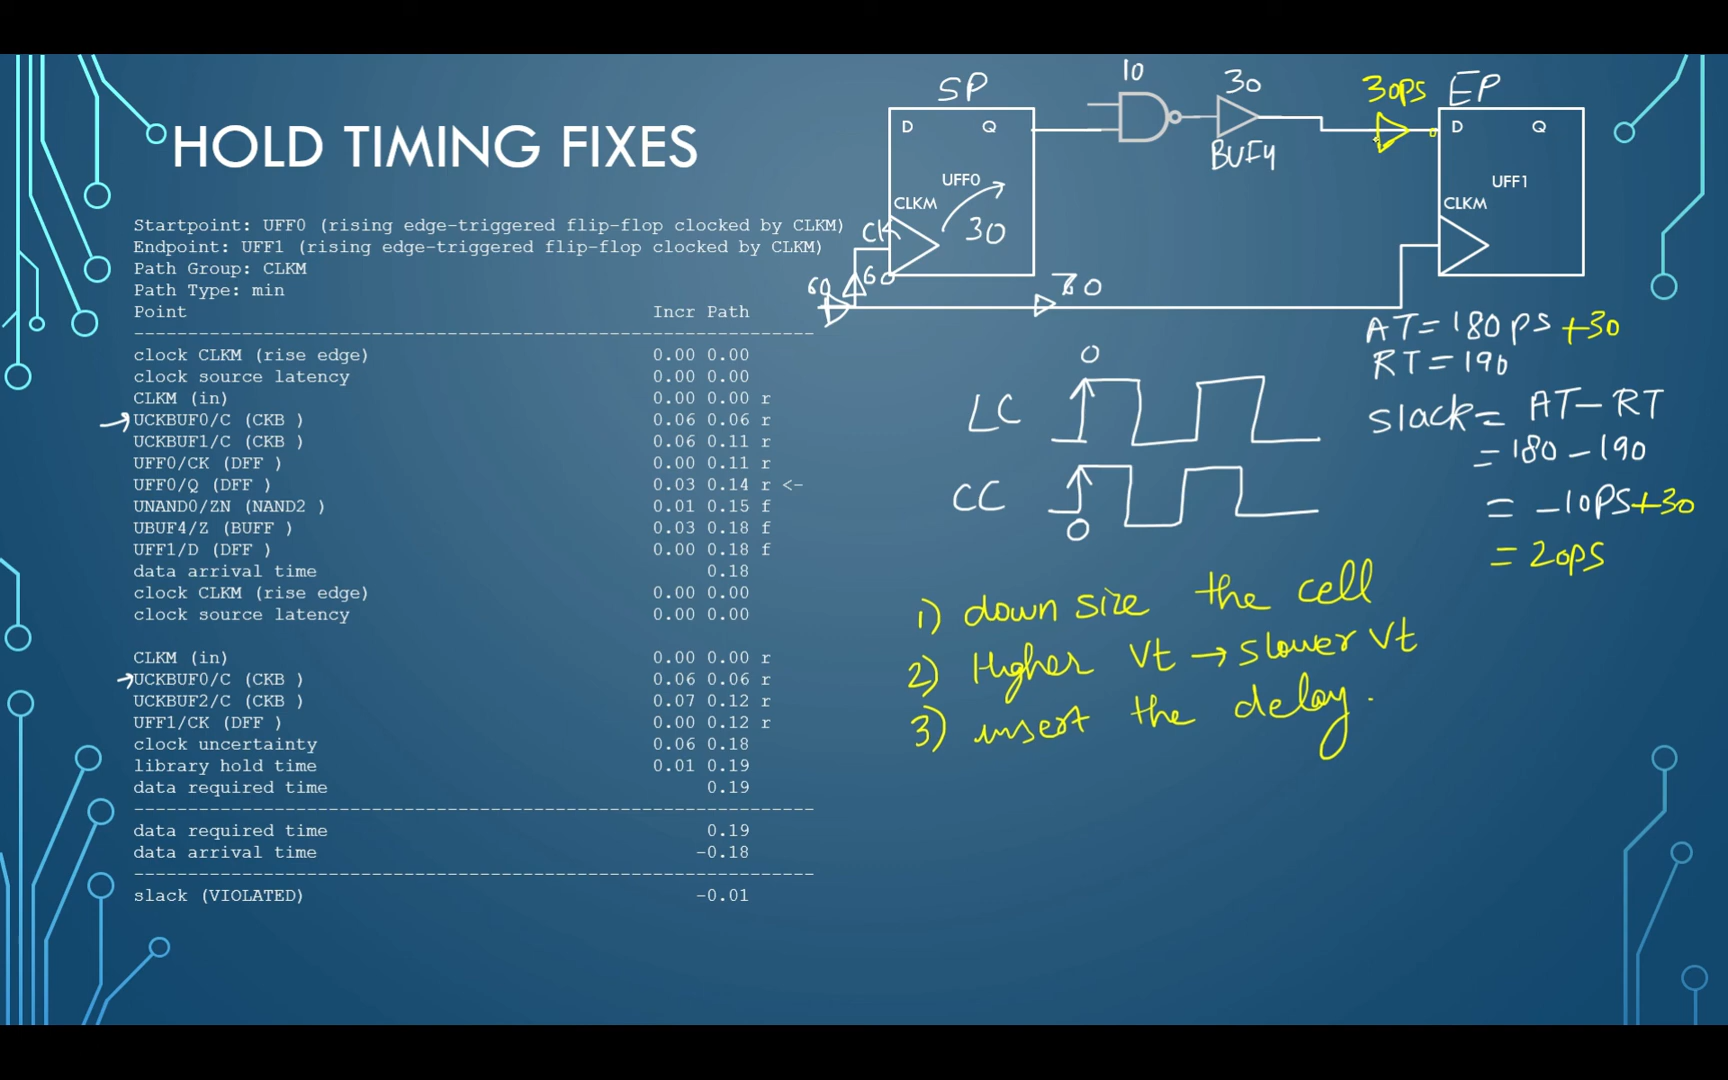 HOLD TIMING FIXES
Startpoint: UFF0 (rising edge-triggered flip-flop clocked by CLKM)
Endpoint: UFF1 (rising edge-triggered flip-flop clocked by CLKM)
Path Group: CLKM
Path Type: min
Point Incr Path
clock CLKM (rise edge) 0.00 0.00
clock source latency 0.00 0.00
CLKM (in) 0.00 0.00 r
UCKBUF0/C (CKB ) 0.06 0.06 r
UCKBUF1/C (CKB ) 0.06 0.11 r
UFF0/CK (DFF ) 0.00 0.11 r
UFF0/Q (DFF ) 0.03 0.14 r <-
UNAND0/ZN (NAND2 ) 0.01 0.15 f
UBUF4/Z (BUFF ) 0.03 0.18 f
UFF1/D (DFF ) 0.00 0.18 f
data arrival time 0.18
clock CLKM (rise edge) 0.00 0.00
clock source latency 0.00 0.00
CLKM (in) 0.00 0.00 r
UCKBUF0/C (CKB ) 0.06 0.06 r
UCKBUF2/C (CKB ) 0.07 0.12 r
UFF1/CK (DFF ) 0.00 0.12 r
clock uncertainty 0.06 0.18
library hold time 0.01 0.19
data required time 0.19
data required time 0.19
data arrival time -0.18
slack (VIOLATED) -0.01
SP
10
30
30ps
EP
D Q
BUF4
D Q
UFF0
UFF1
CLKM
CLKM
Clk
30
60
60
AT = 180 ps +30
RT = 190
slack = AT - RT
= 180 - 190
= -10ps +30
= 20ps
0
LC
CC
0
1) down size the cell
2) Higher Vt → slower Vt
3) insert the delay.